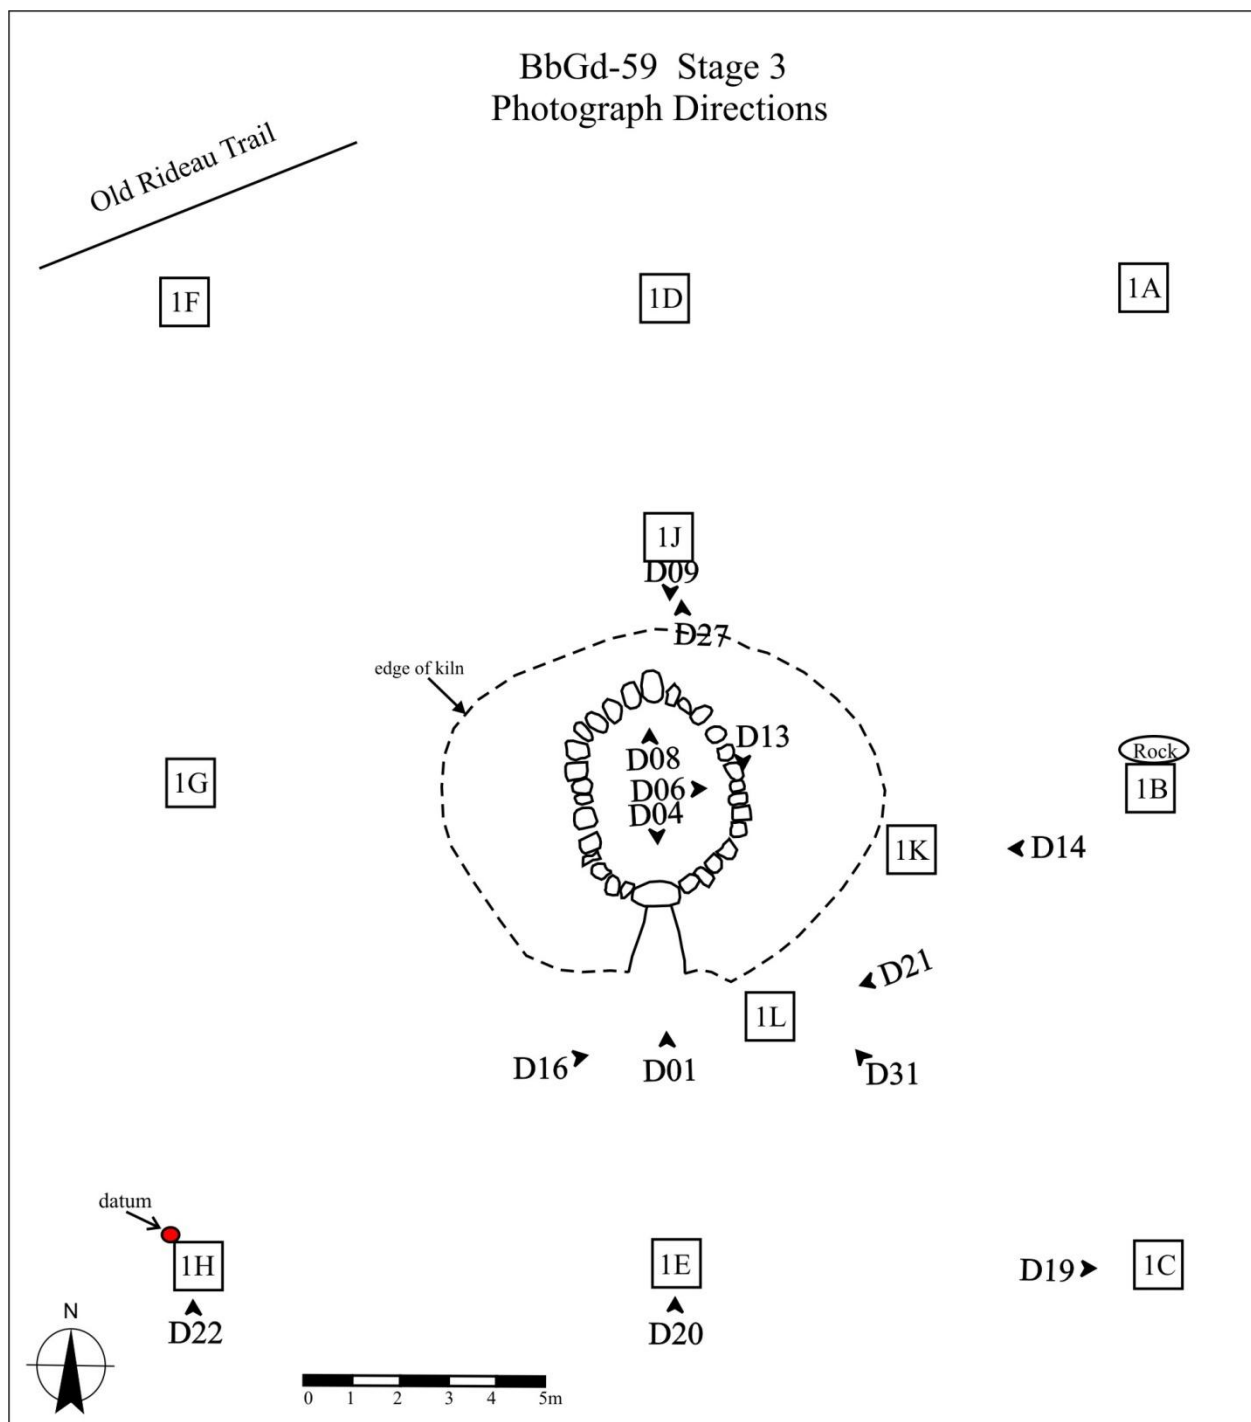 BbGd-59 Stage 3
Photograph Directions
Old Rideau Trail
1F
1D
1A
1J
D09
D27
edge of kiln
D13
D08
Rock
1G
D06
1B
D04
1K
D14
D21
1L
D16
D01
D31
datum
1H
1E
D19
1C
N
D22
D20
0 1 2 3 4 5m